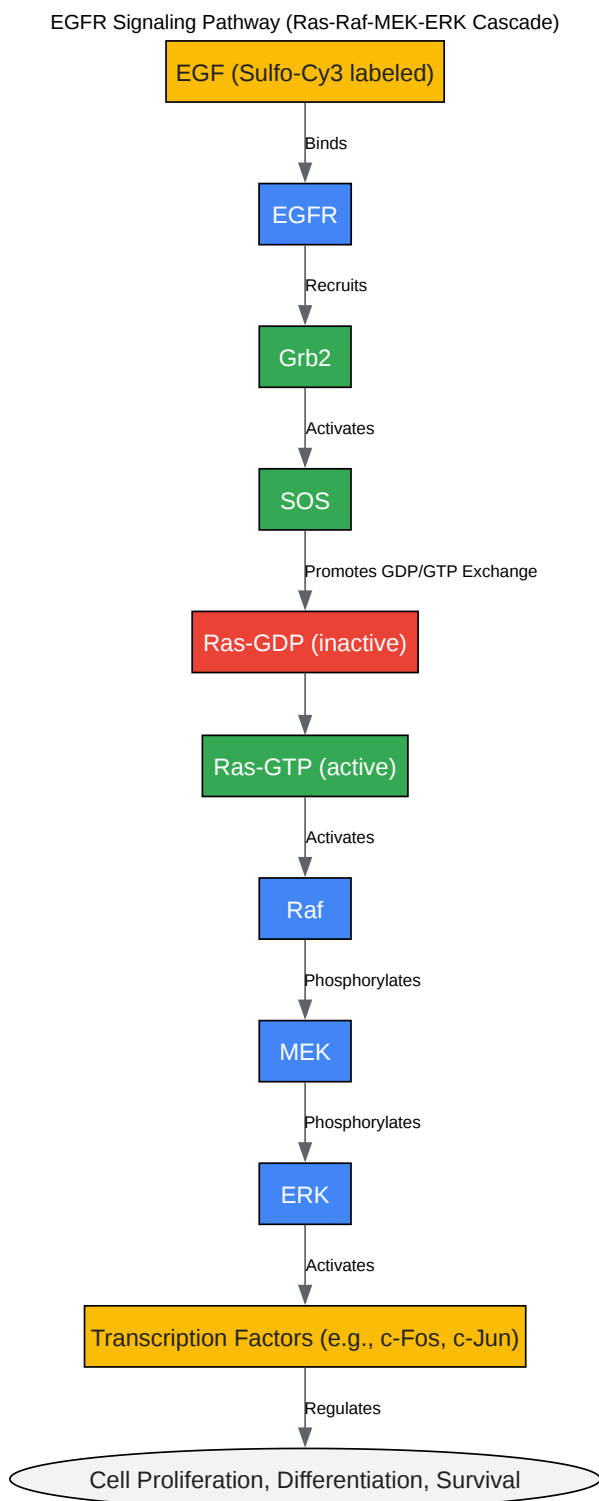 EGFR Signaling Pathway (Ras-Raf-MEK-ERK Cascade)
EGF (Sulfo-Cy3 labeled)
Binds
EGFR
Recruits
Grb2
Activates
SOS
Promotes GDP/GTP Exchange
Ras-GDP (inactive)
Ras-GTP (active)
Activates
Raf
Phosphorylates
MEK
Phosphorylates
ERK
Activates
Transcription Factors (e.g., c-Fos, c-Jun)
Regulates
Cell Proliferation, Differentiation, Survival